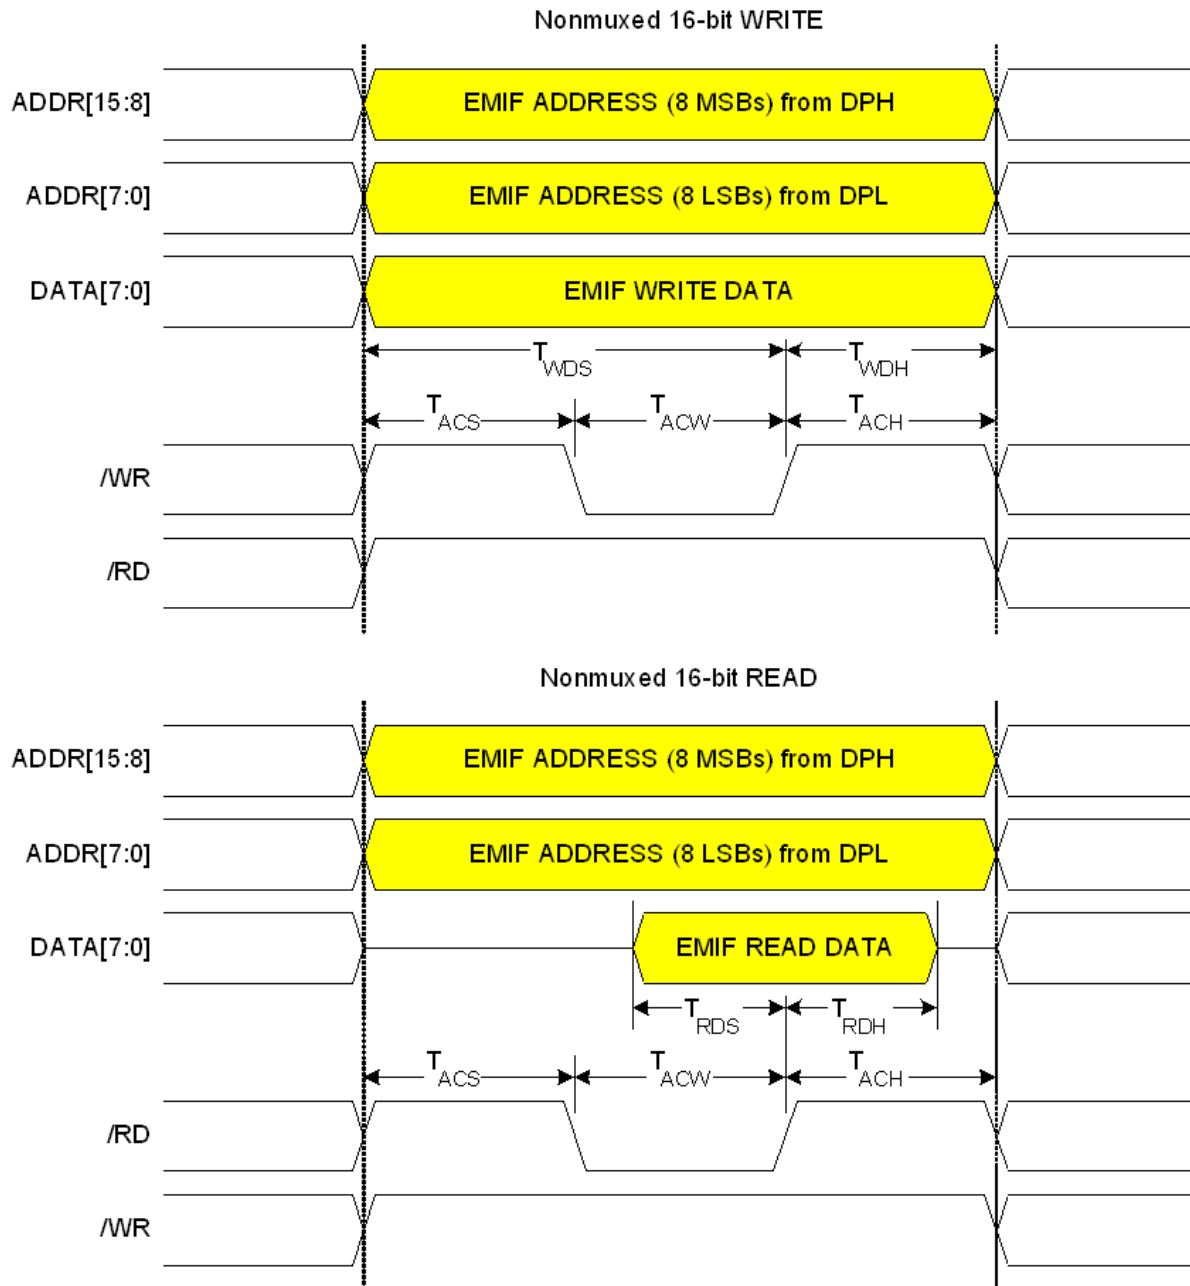 Nonmuxed 16-bit WRITE
ADDR[15:8]
EMIF ADDRESS (8 MSBs) from DPH
ADDR[7:0]
EMIF ADDRESS (8 LSBs) from DPL
DATA[7:0]
EMIF WRITE DATA
TWDS TWDH
TACS TACW TACH
/WR
/RD
Nonmuxed 16-bit READ
ADDR[15:8]
EMIF ADDRESS (8 MSBs) from DPH
ADDR[7:0]
EMIF ADDRESS (8 LSBs) from DPL
DATA[7:0]
EMIF READ DATA
TRDS TRDH
TACS TACW TACH
/RD
/WR